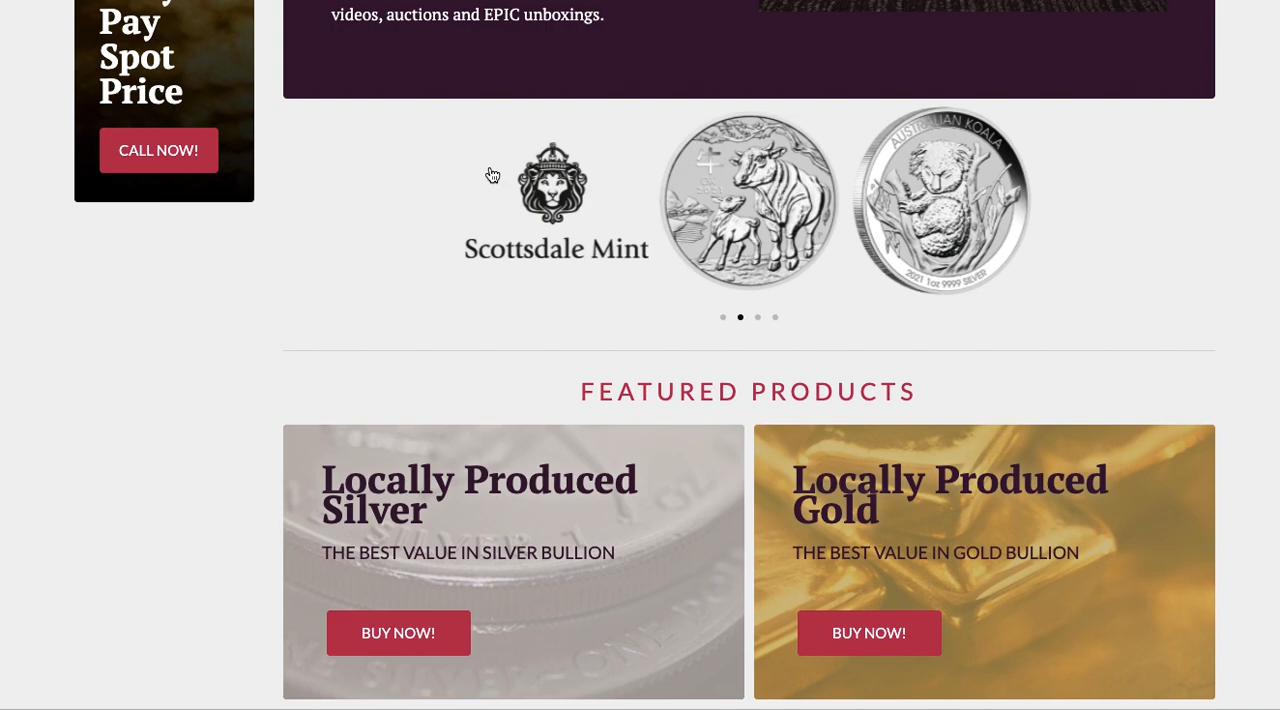 videos, auctions and EPIC unboxings.
Pay
Spot
Price
CALL NOW!
Scottsdale Mint
OX 2021
AUSTRALIAN KOALA
2021 1oz 9999 SILVER
FEATURED PRODUCTS
Locally Produced
Silver
THE BEST VALUE IN SILVER BULLION
BUY NOW!
Locally Produced
Gold
THE BEST VALUE IN GOLD BULLION
BUY NOW!